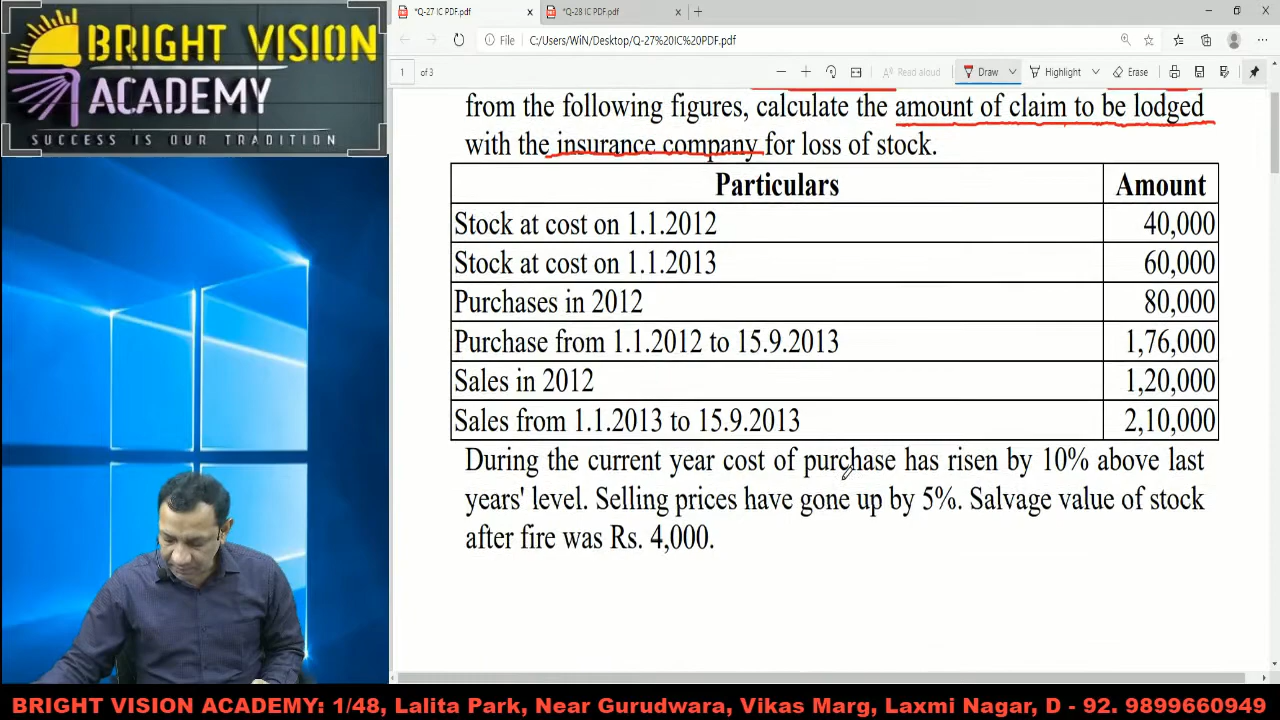 BRIGHT VISION
ACADEMY
SUCCESS IS OUR TRADITION
*Q-27 IC PDF.pdf
*Q-28 IC PDF.pdf
File C:/Users/WiN/Desktop/Q-27%20IC%20PDF.pdf
1 of 3
Read aloud
Draw
Highlight
Erase
from the following figures, calculate the amount of claim to be lodged
with the insurance company for loss of stock.
Particulars Amount
Stock at cost on 1.1.2012 40,000
Stock at cost on 1.1.2013 60,000
Purchases in 2012 80,000
Purchase from 1.1.2012 to 15.9.2013 1,76,000
Sales in 2012 1,20,000
Sales from 1.1.2013 to 15.9.2013 2,10,000
During the current year cost of purchase has risen by 10% above last
years' level. Selling prices have gone up by 5%. Salvage value of stock
after fire was Rs. 4,000.
BRIGHT VISION ACADEMY: 1/48, Lalita Park, Near Gurudwara, Vikas Marg, Laxmi Nagar, D - 92. 9899660949